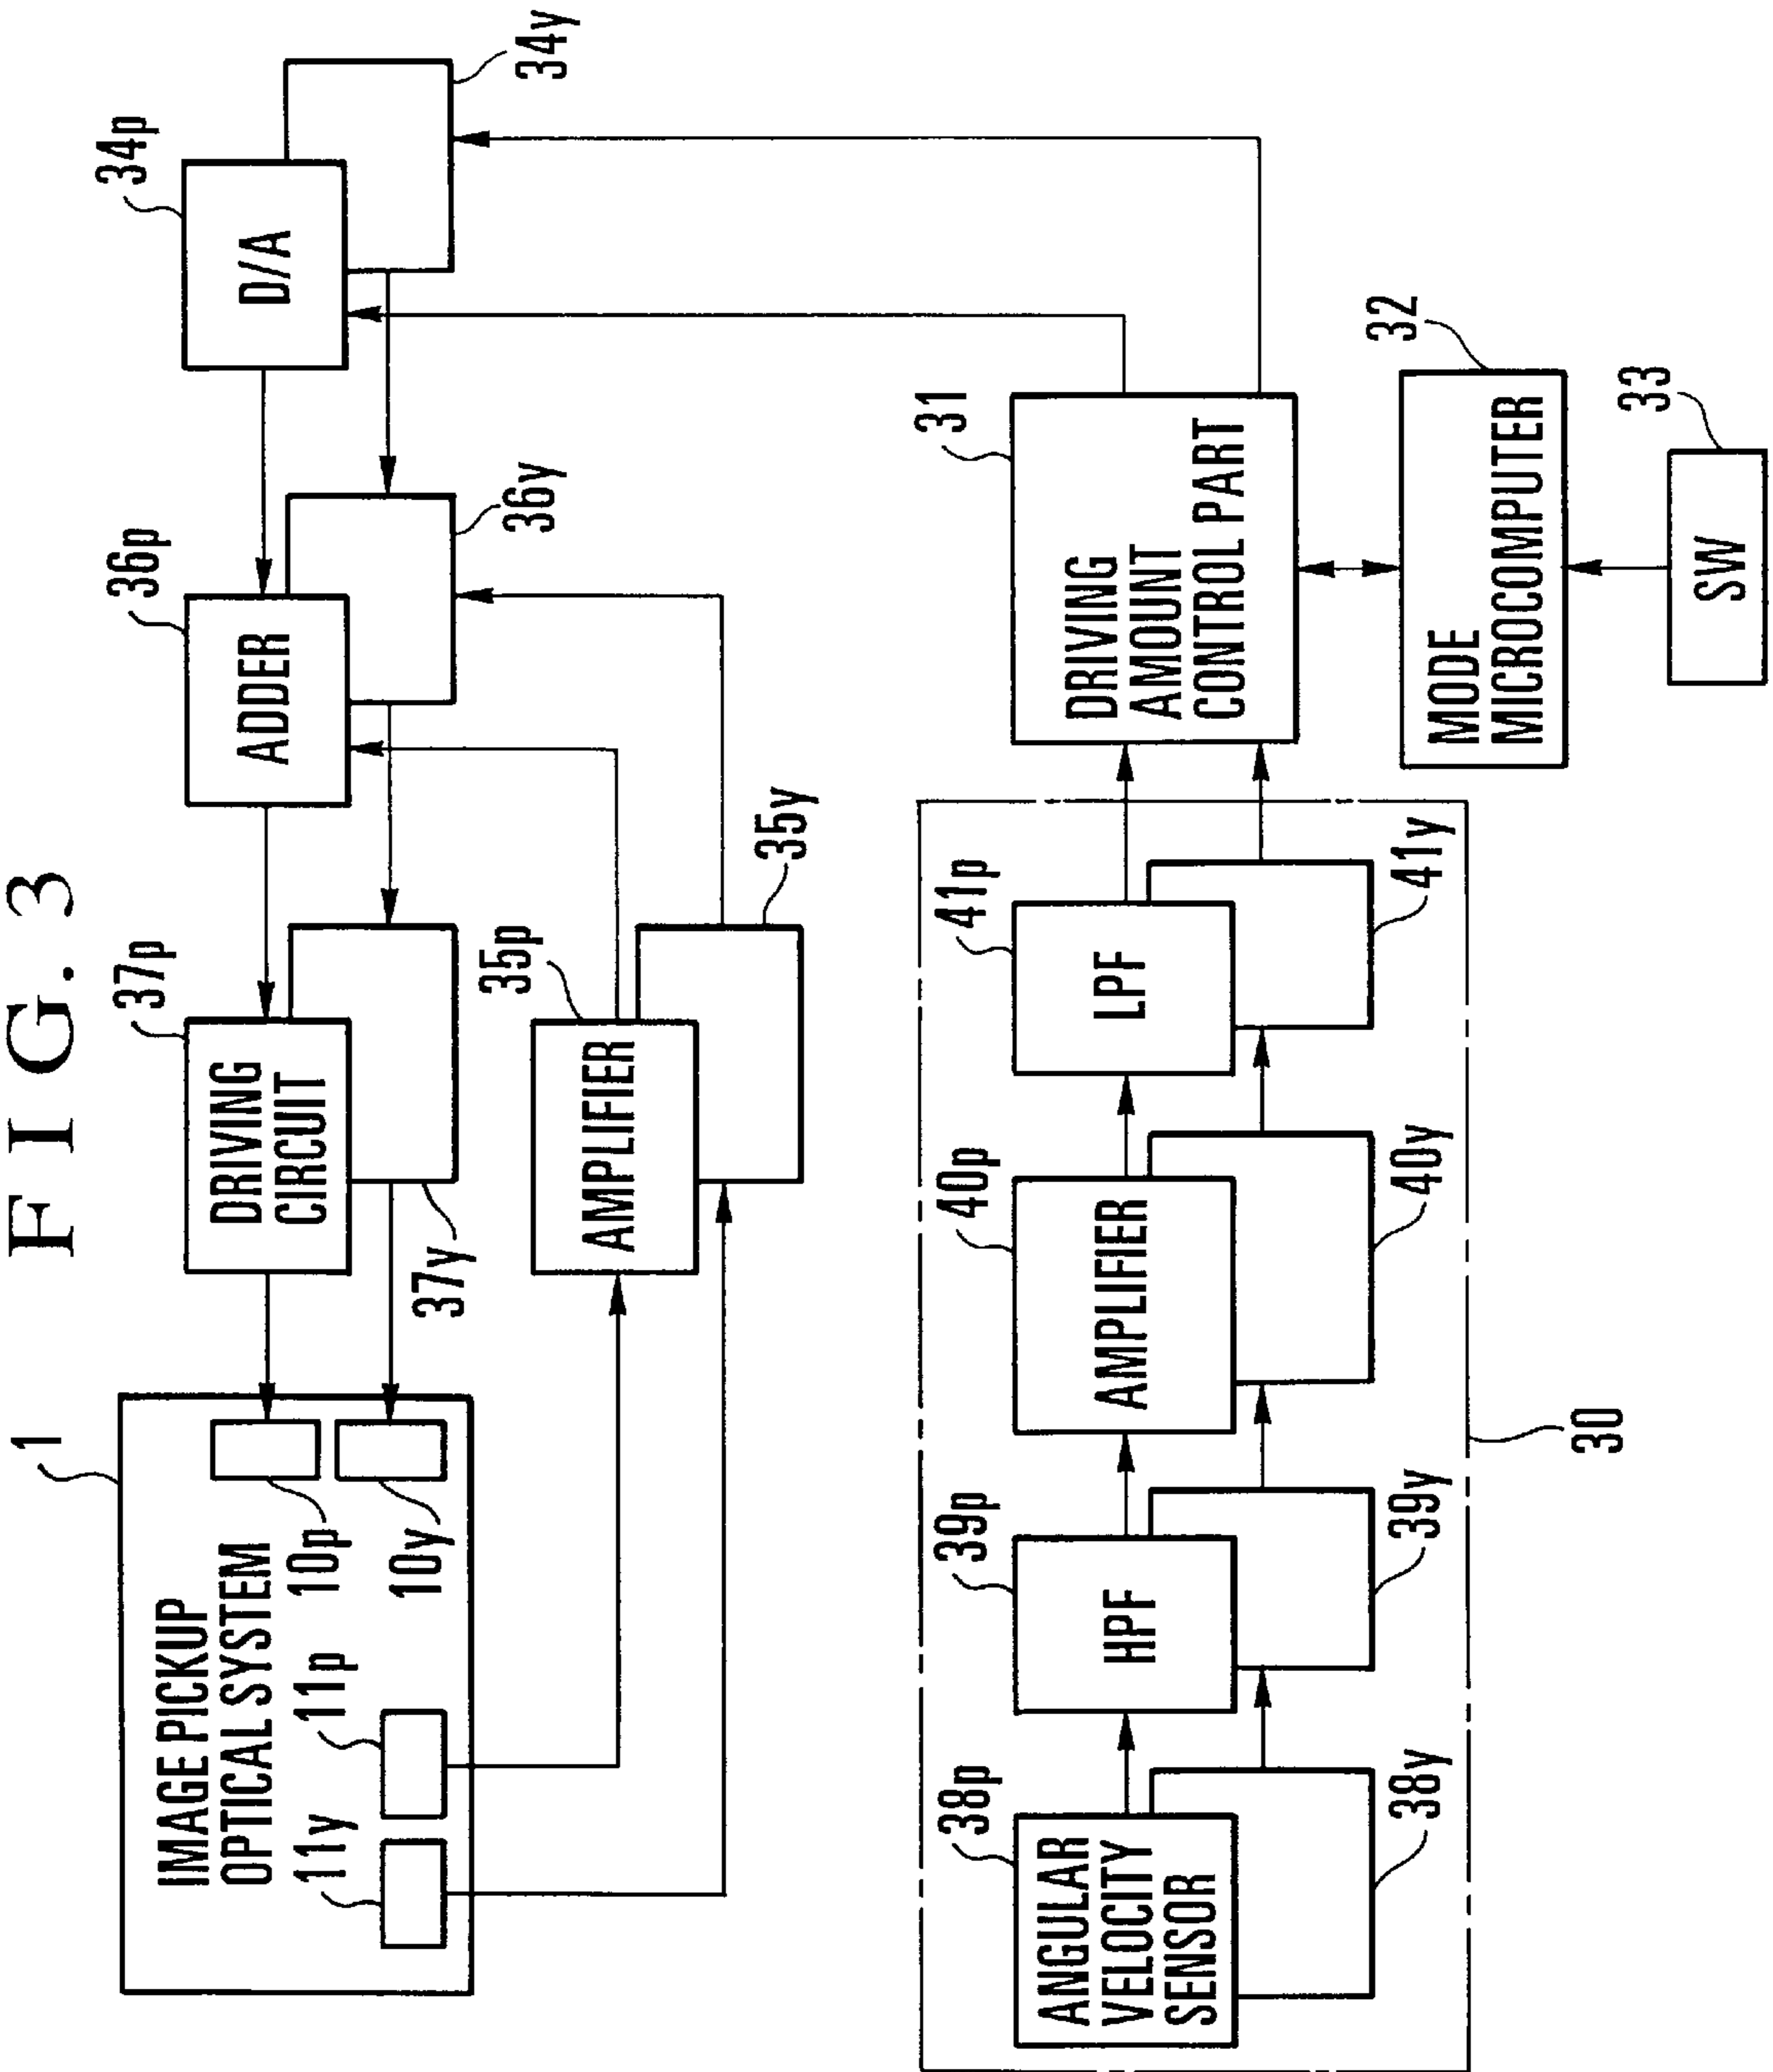 FIG. 3
1
IMAGE PICKUP
OPTICAL SYSTEM
11y
11p
10p
10y
37p
DRIVING
CIRCUIT
37y
36p
ADDER
36y
34p
D/A
34y
35p
AMPLIFIER
35y
38p
ANGULAR
VELOCITY
SENSOR
38y
39p
HPF
39y
40p
AMPLIFIER
40y
41p
LPF
41y
30
31
DRIVING
AMOUNT
CONTROL PART
32
MODE
MICROCOMPUTER
33
SW